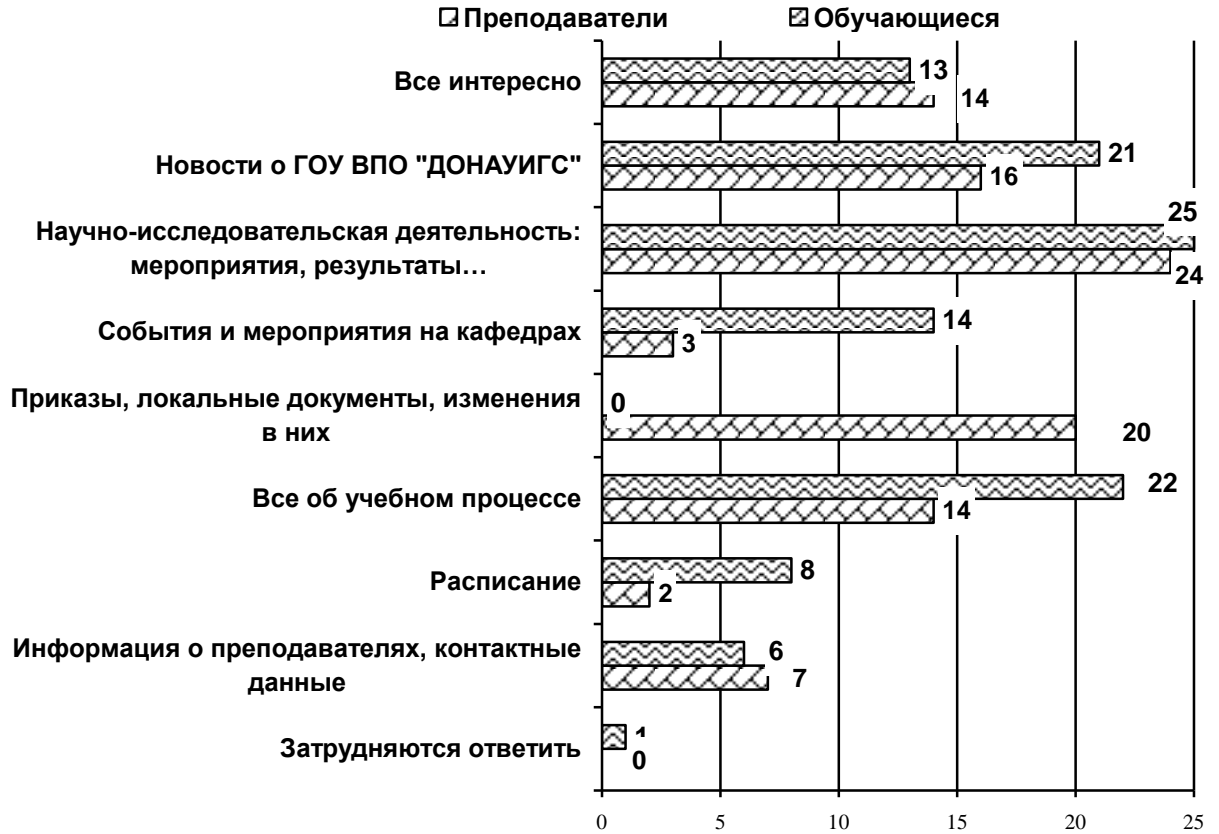 Преподаватели Обучающиеся
Все интересно
13
14
Новости о ГОУ ВПО "ДОНАУИГС"
21
16
Научно-исследовательская деятельность:
мероприятия, результаты…
25
24
События и мероприятия на кафедрах
14
3
Приказы, локальные документы, изменения
в них
0
20
Все об учебном процессе
22
14
Расписание
8
2
Информация о преподавателях, контактные
данные
6
7
Затрудняются ответить
1
0
0 5 10 15 20 25